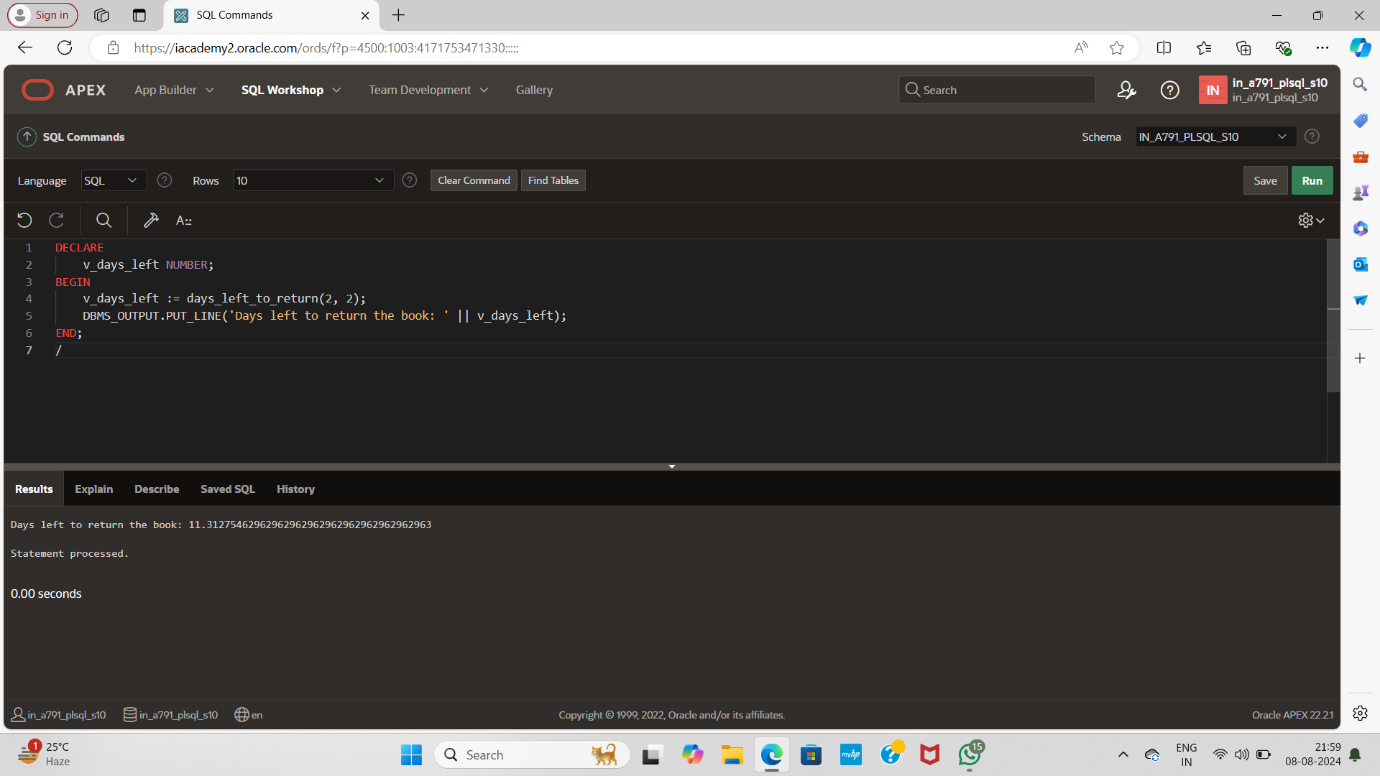 Sign in
SQL Commands
https://iacademy2.oracle.com/ords/f?p=4500:1003:4171753471330:::::
APEX
App Builder
SQL Workshop
Team Development
Gallery
Search
IN
in_a791_plsql_s10
in_a791_plsql_s10
SQL Commands
Schema
IN_A791_PLSQL_S10
Language
SQL
Rows
10
Clear Command
Find Tables
Save
Run
1 DECLARE
2 v_days_left NUMBER;
3 BEGIN
4 v_days_left := days_left_to_return(2, 2);
5 DBMS_OUTPUT.PUT_LINE('Days left to return the book: ' || v_days_left);
6 END;
7 /
Results
Explain
Describe
Saved SQL
History
Days left to return the book: 11.3127546296296296296296296296296296963
Statement processed.
0.00 seconds
in_a791_plsql_s10
in_a791_plsql_s10
en
Copyright © 1999, 2022, Oracle and/or its affiliates.
Oracle APEX 22.2.1
1
25°C
Haze
Search
myhp
15
ENG
IN
21:59
08-08-2024